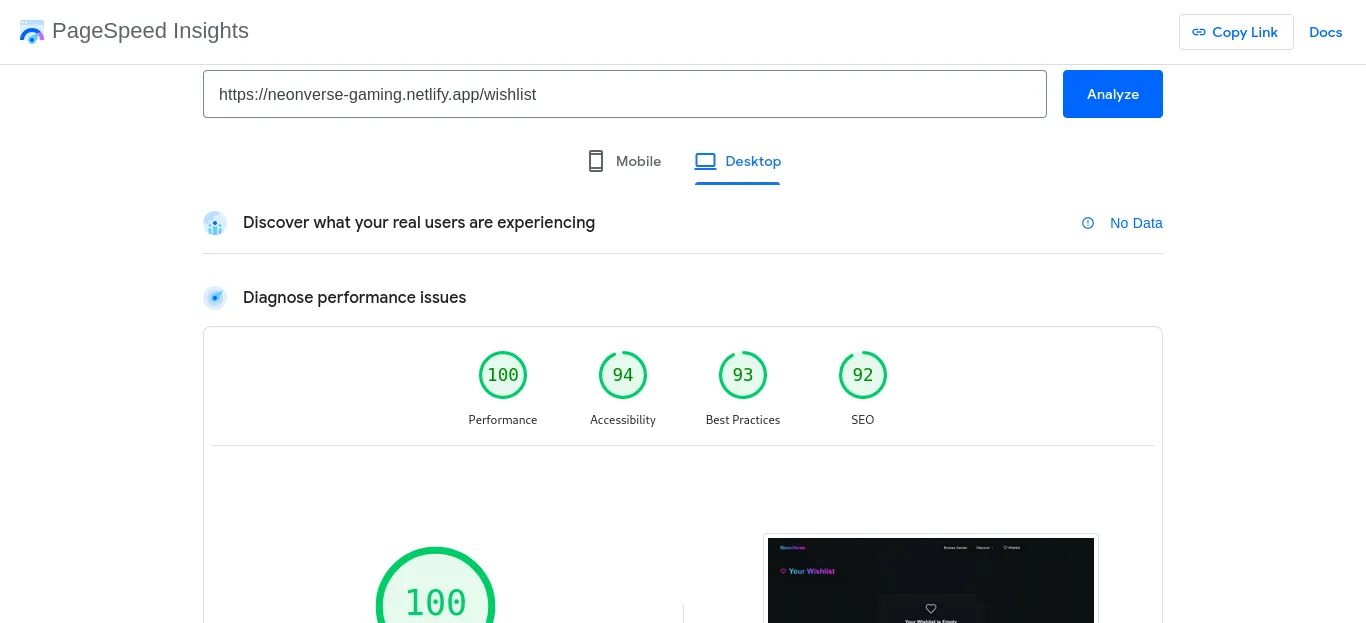 PageSpeed Insights
Copy Link
Docs
https://neonverse-gaming.netlify.app/wishlist
Analyze
Mobile
Desktop
Discover what your real users are experiencing
No Data
Diagnose performance issues
100
94
93
92
Performance
Accessibility
Best Practices
SEO
100
NeonVerse
Browse Games
Discover
Wishlist
Your Wishlist
Your Wishlist is Empty